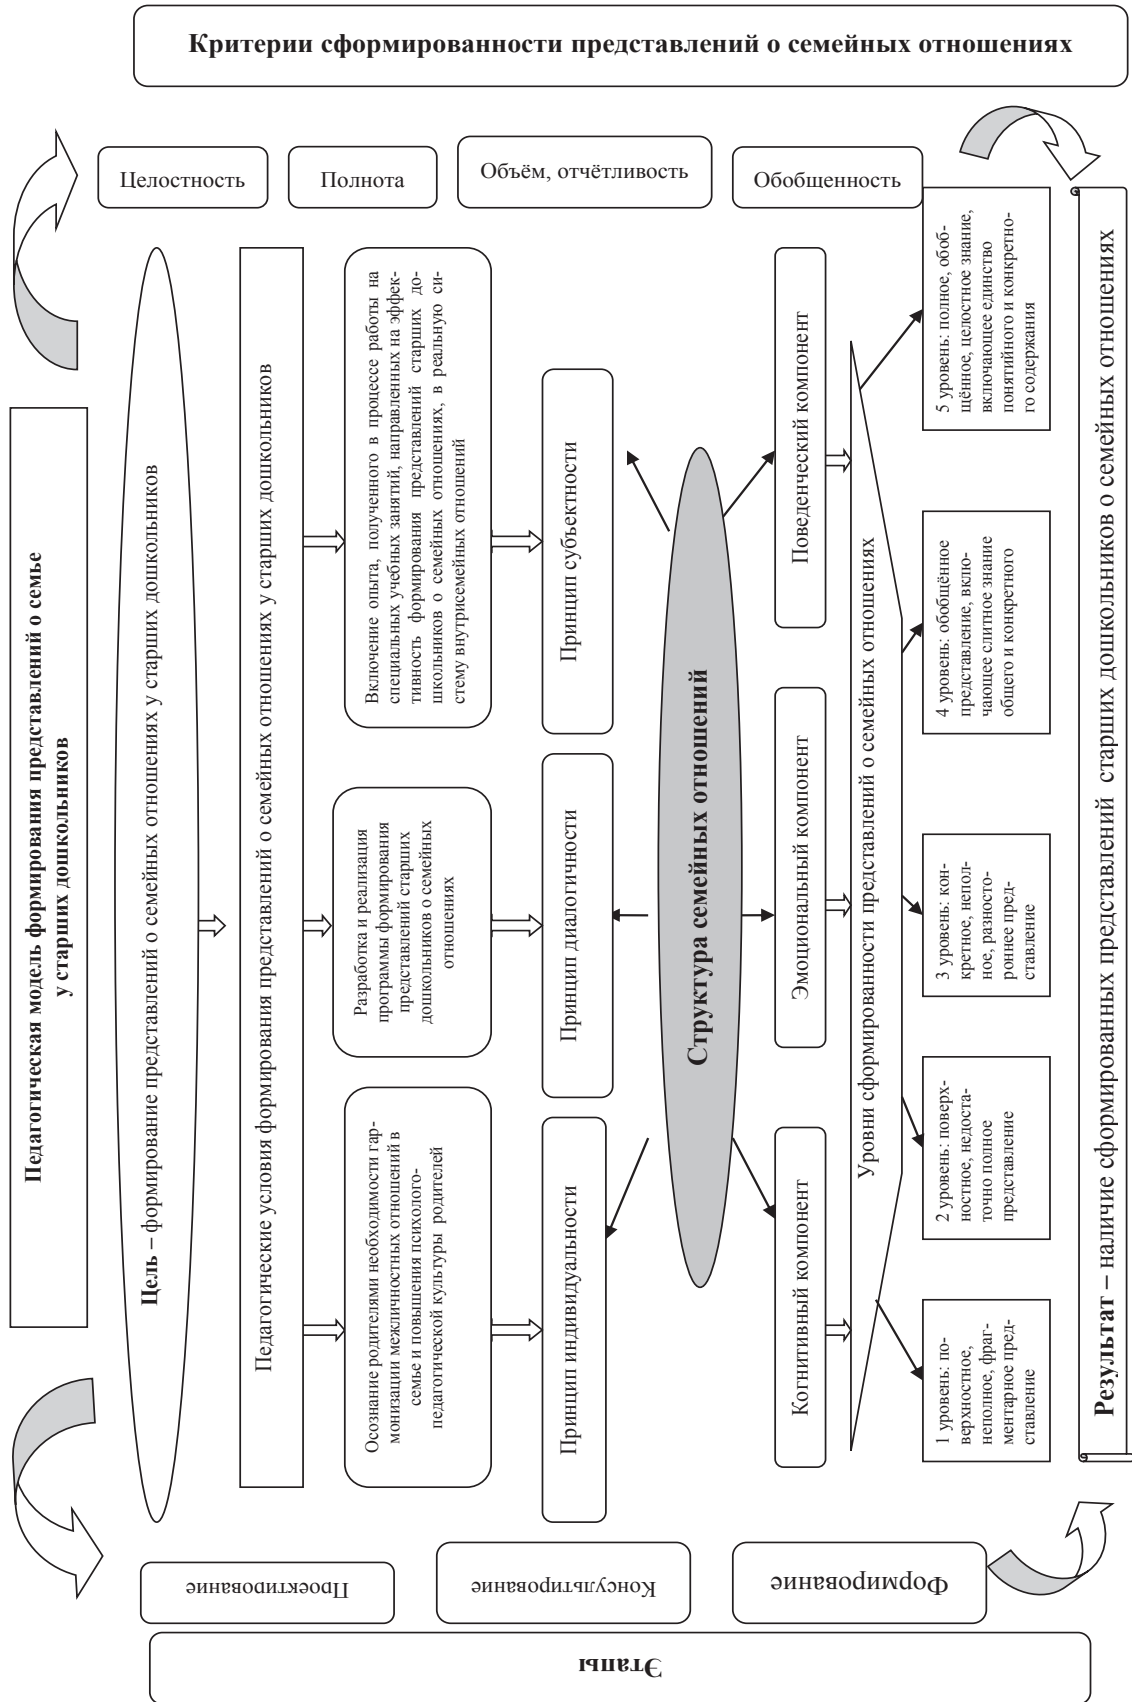 Педагогическая модель формирования представлений о семье
у старших дошкольников
Цель – формирование представлений о семейных отношениях у старших дошкольников
Педагогические условия формирования представлений о семейных отношениях у старших дошкольников
Осознание родителями необходимости гар-
монизации межличностных отношений в
семье и повышения психолого-
педагогической культуры родителей
Разработка и реализация
программы формирования
представлений старших
дошкольников о семейных
отношениях
Включение опыта, полученного в процессе работы на
специальных учебных занятий, направленных на эффек-
тивность формирования представлений старших до-
школьников о семейных отношениях, в реальную си-
стему внутрисемейных отношений
Принцип индивидуальности
Принцип диалогичности
Принцип субъектности
Структура семейных отношений
Когнитивный компонент
Эмоциональный компонент
Поведенческий компонент
Уровни сформированности представлений о семейных отношениях
1 уровень: по-
верхностное,
неполное, фраг-
ментарное пред-
ставление
2 уровень: поверх-
ностное, недоста-
точно полное
представление
3 уровень: кон-
кретное, непол-
ное, разносто-
роннее пред-
ставление
4 уровень: обобщённое
представление, вклю-
чающее слитное знание
общего и конкретного
5 уровень: полное, обоб-
щённое, целостное знание,
включающее единство
понятийного и конкретно-
го содержания
Результат – наличие сформированных представлений старших дошкольников о семейных отношениях
Этапы
Проектирование
Консультирование
Формирование
Критерии сформированности представлений о семейных отношениях
Целостность
Полнота
Объём, отчётливость
Обобщенность